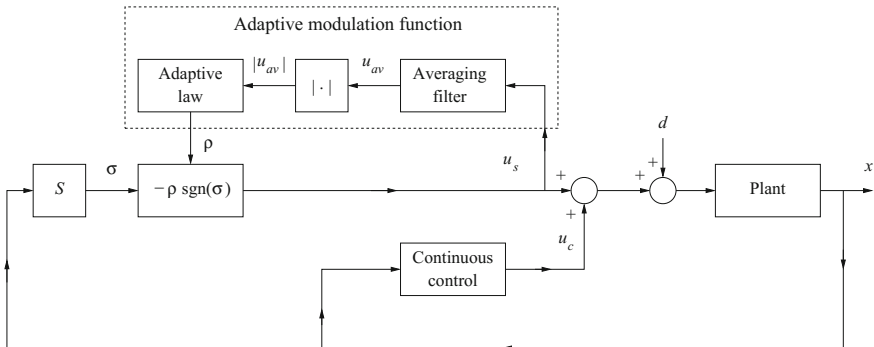 Adaptive modulation function
Adaptive
law
|u_av|
| · |
u_av
Averaging
filter
ρ
S
σ
−ρ sgn(σ)
u_s
+
+
u_c
d
+
+
Plant
x
Continuous
control